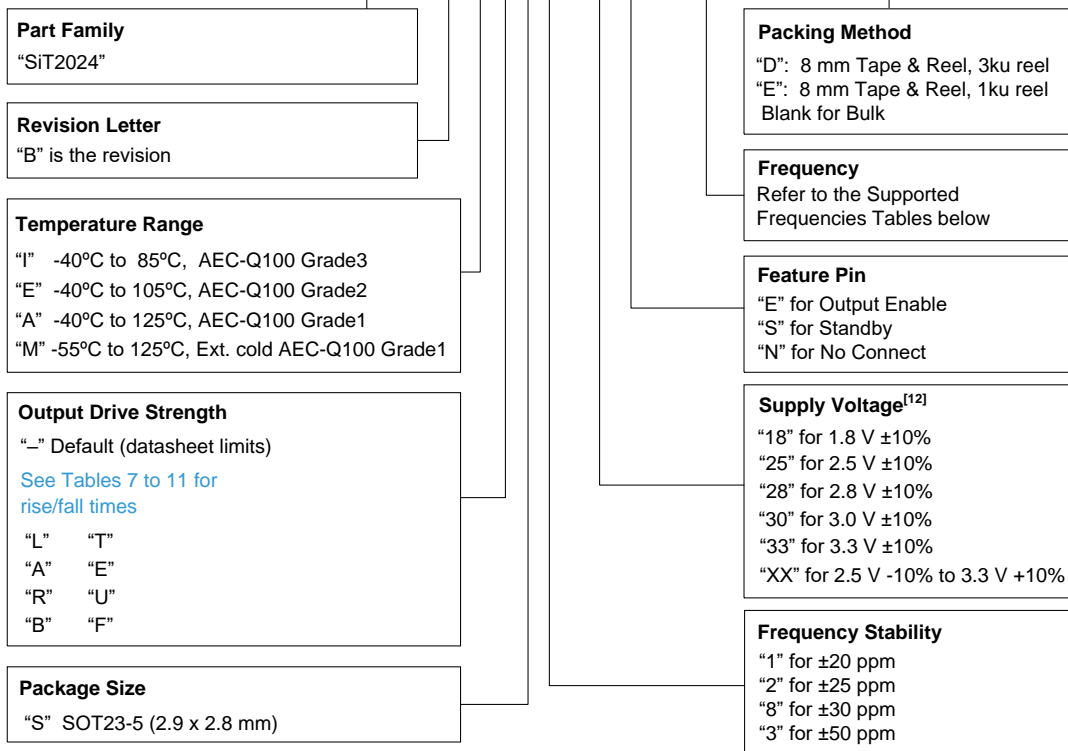 Part Family
“SiT2024”
Revision Letter
“B” is the revision
Temperature Range
“I” -40ºC to 85ºC, AEC-Q100 Grade3
“E” -40ºC to 105ºC, AEC-Q100 Grade2
“A” -40ºC to 125ºC, AEC-Q100 Grade1
“M” -55ºC to 125ºC, Ext. cold AEC-Q100 Grade1
Output Drive Strength
“–” Default (datasheet limits)
See Tables 7 to 11 for
rise/fall times
“L” “T”
“A” “E”
“R” “U”
“B” “F”
Package Size
“S” SOT23-5 (2.9 x 2.8 mm)
Packing Method
“D”: 8 mm Tape & Reel, 3ku reel
“E”: 8 mm Tape & Reel, 1ku reel
Blank for Bulk
Frequency
Refer to the Supported
Frequencies Tables below
Feature Pin
“E” for Output Enable
“S” for Standby
“N” for No Connect
Supply Voltage[12]
“18” for 1.8 V ±10%
“25” for 2.5 V ±10%
“28” for 2.8 V ±10%
“30” for 3.0 V ±10%
“33” for 3.3 V ±10%
“XX” for 2.5 V -10% to 3.3 V +10%
Frequency Stability
“1” for ±20 ppm
“2” for ±25 ppm
“8” for ±30 ppm
“3” for ±50 ppm